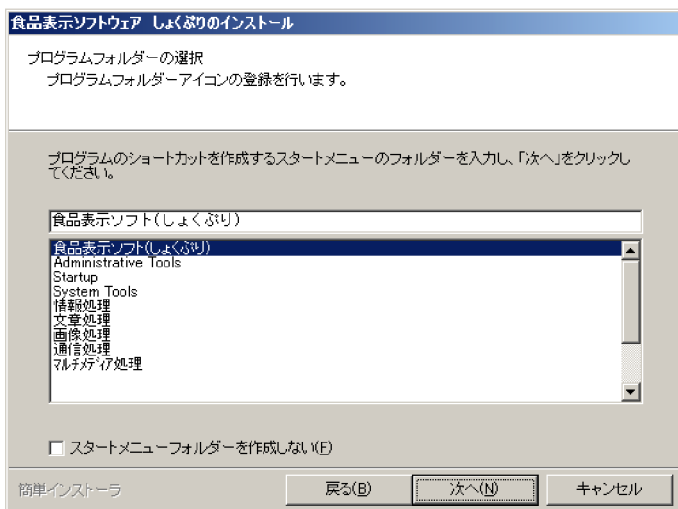 食品表示ソフトウェア しょくぷりのインストール
プログラムフォルダーの選択
プログラムフォルダーアイコンの登録を行います。
プログラムのショートカットを作成するスタートメニューのフォルダーを入力し、「次へ」をクリックし
てください。
食品表示ソフト(しょくぷり)
食品表示ソフト(しょくぷり)
Administrative Tools
Startup
System Tools
情報処理
文章処理
画像処理
通信処理
マルチメディア処理
スタートメニューフォルダーを作成しない(F)
簡単インストーラ
戻る(B)
次へ(N)
キャンセル